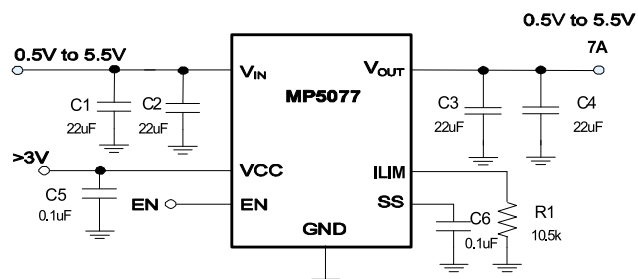 0.5V to 5.5V
0.5V to 5.5V
7A
VIN
VOUT
MP5077
C1
22uF
C2
22uF
C3
22uF
C4
22uF
>3V
VCC
ILIM
C5
0.1uF
EN
EN
SS
C6
0.1uF
R1
10.5k
GND